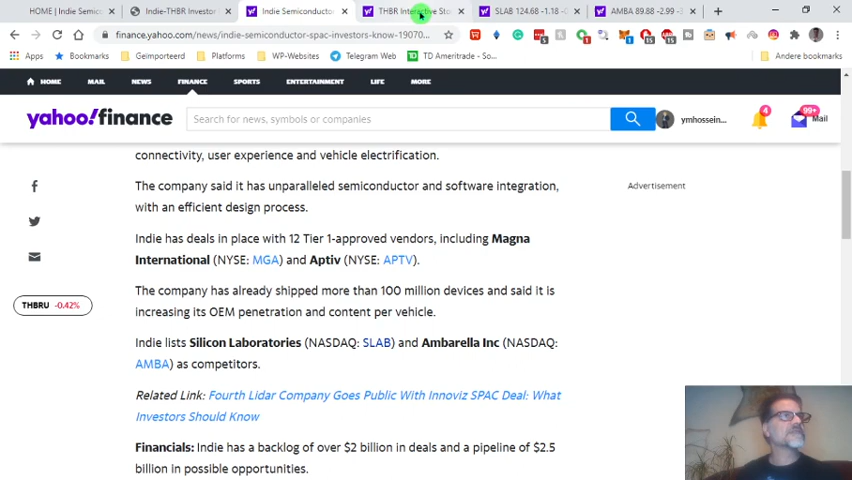 HOME | Indie Semic
Indie-THBR Investor
Indie Semiconductor
THBR Interactive Sto
SLAB 124.68 -1.18 -0
AMBA 89.88 -2.99 -3
finance.yahoo.com/news/indie-semiconductor-spac-investors-know-19070...
Apps
Bookmarks
Geimporteerd
Platforms
WP-Websites
Telegram Web
TD Ameritrade - So...
Andere bookmarks
HOME
MAIL
NEWS
FINANCE
SPORTS
ENTERTAINMENT
LIFE
MORE
yahoo!finance
Search for news, symbols or companies
ymhossein...
4
99+
Mail
connectivity, user experience and vehicle electrification.
The company said it has unparalleled semiconductor and software integration,
with an efficient design process.
Advertisement
Indie has deals in place with 12 Tier 1-approved vendors, including Magna
International (NYSE: MGA) and Aptiv (NYSE: APTV).
The company has already shipped more than 100 million devices and said it is
increasing its OEM penetration and content per vehicle.
THBRU -0.42%
Indie lists Silicon Laboratories (NASDAQ: SLAB) and Ambarella Inc (NASDAQ:
AMBA) as competitors.
Related Link: Fourth Lidar Company Goes Public With Innoviz SPAC Deal: What
Investors Should Know
Financials: Indie has a backlog of over $2 billion in deals and a pipeline of $2.5
billion in possible opportunities.